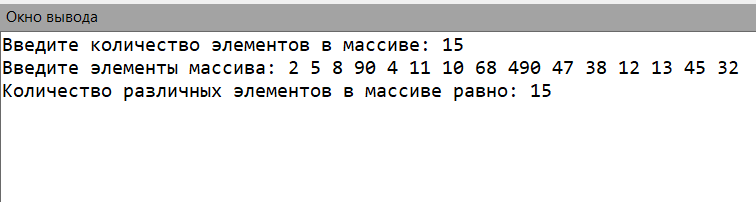 Окно вывода
Введите количество элементов в массиве: 15
Введите элементы массива: 2 5 8 90 4 11 10 68 490 47 38 12 13 45 32
Количество различных элементов в массиве равно: 15